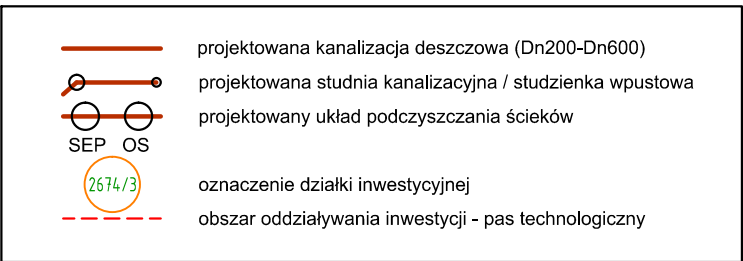 projektowana kanalizacja deszczowa (Dn200-Dn600)
projektowana studnia kanalizacyjna / studzienka wpustowa
projektowany układ podczyszczania ścieków
SEP OS
2674/3 oznaczenie działki inwestycyjnej
obszar oddziaływania inwestycji - pas technologiczny